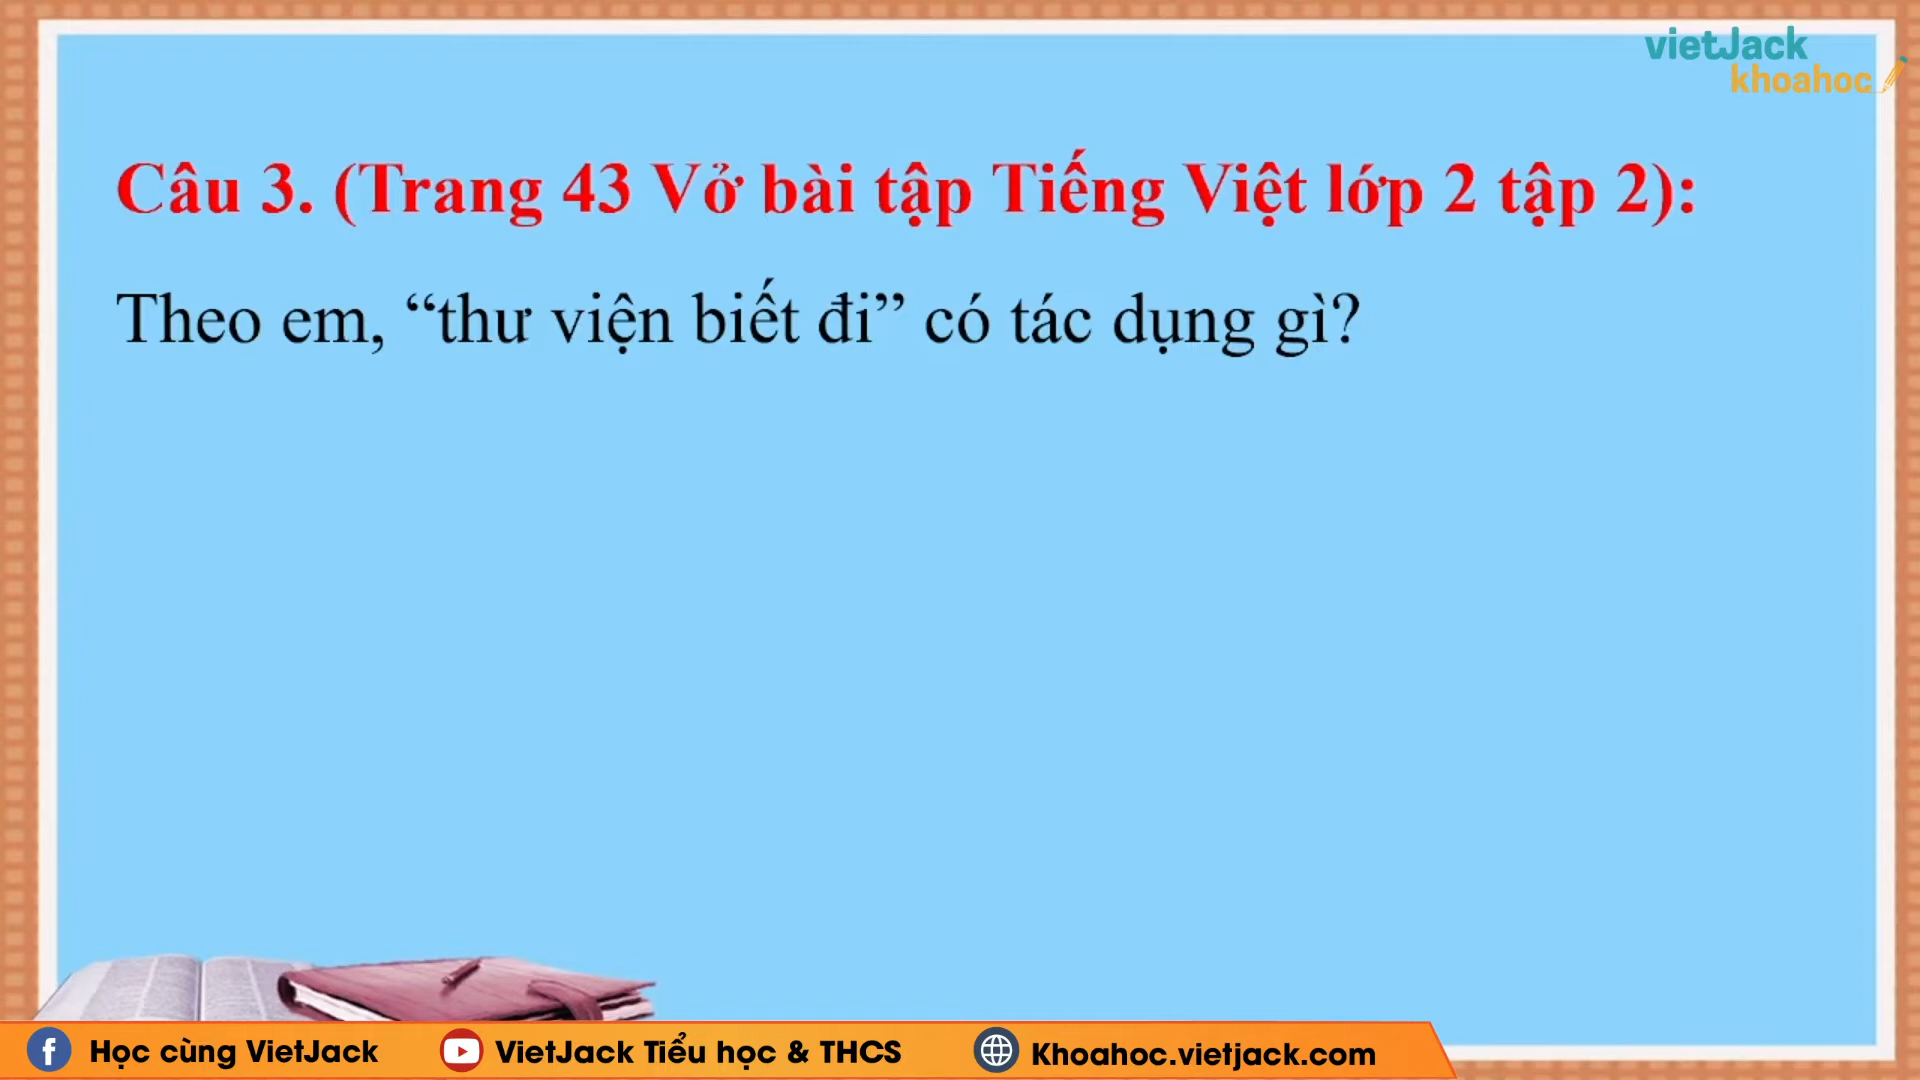 vietJack
khoahoc
Câu 3. (Trang 43 Vở bài tập Tiếng Việt lớp 2 tập 2):
Theo em, “thư viện biết đi” có tác dụng gì?
Học cùng VietJack
VietJack Tiểu học & THCS
Khoahoc.vietjack.com